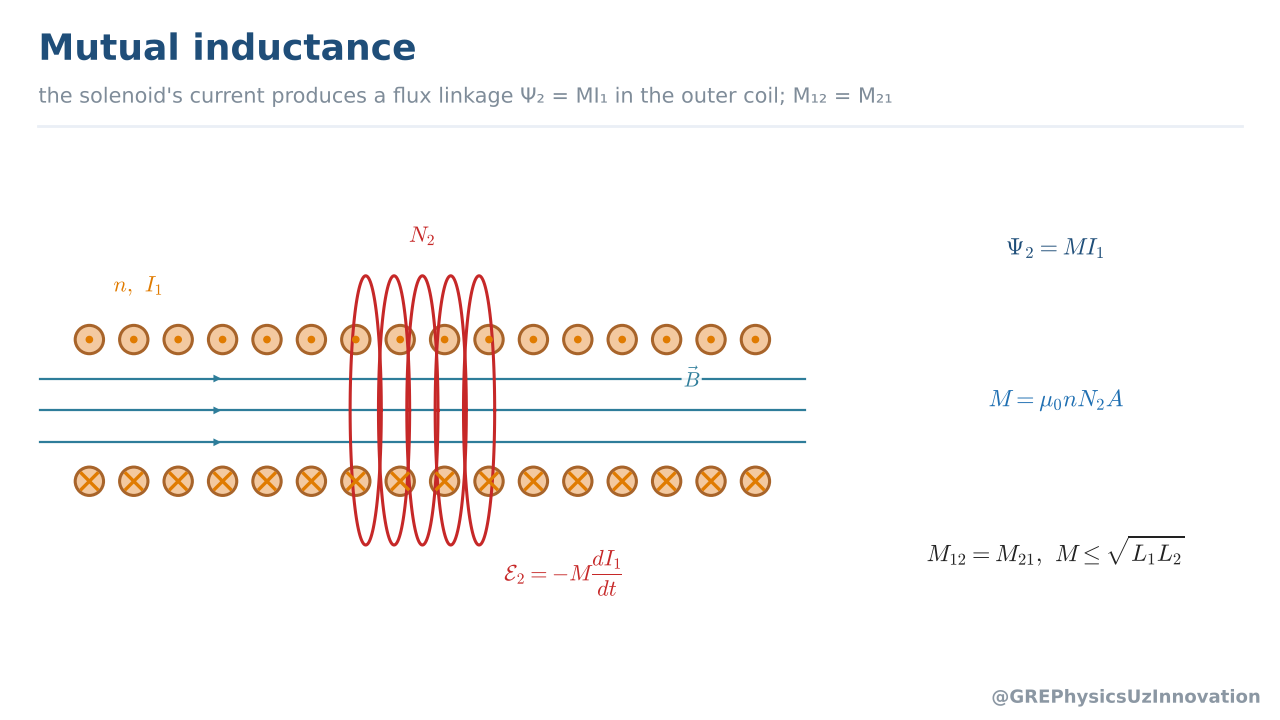 Mutual inductance
the solenoid's current produces a flux linkage Ψ₂ = MI₁ in the outer coil; M₁₂ = M₂₁
N₂
n, I₁
B⃗
ℰ₂ = −M dI₁/dt
Ψ₂ = MI₁
M = μ₀nN₂A
M₁₂ = M₂₁, M ≤ √(L₁L₂)
@GREPhysicsUzInnovation